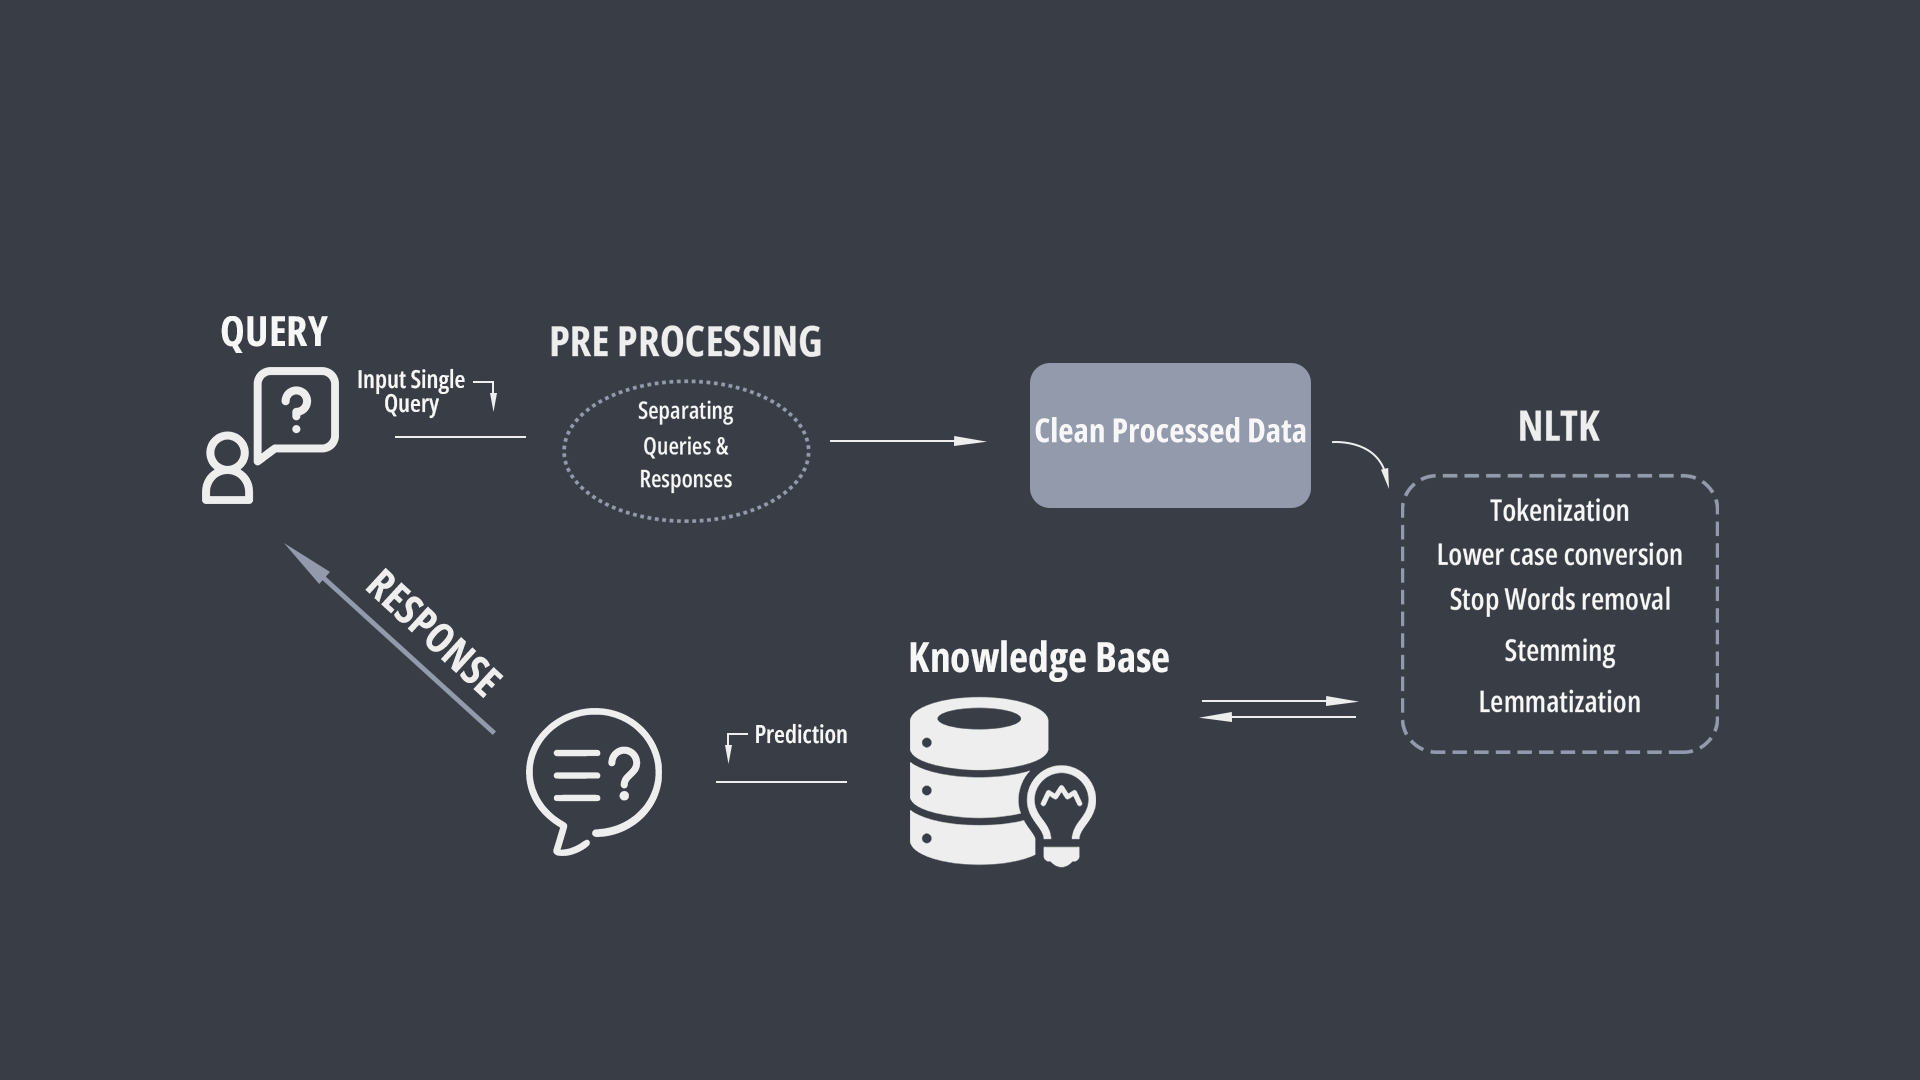 QUERY
Input Single
Query
PRE PROCESSING
Separating
Queries &
Responses
Clean Processed Data
NLTK
Tokenization
Lower case conversion
Stop Words removal
Stemming
Lemmatization
Knowledge Base
Prediction
RESPONSE